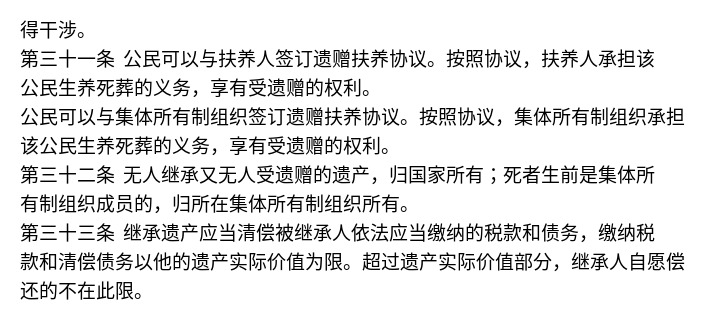 得干涉。
第三十一条 公民可以与扶养人签订遗赠扶养协议。按照协议，扶养人承担该
公民生养死葬的义务，享有受遗赠的权利。
公民可以与集体所有制组织签订遗赠扶养协议。按照协议，集体所有制组织承担
该公民生养死葬的义务，享有受遗赠的权利。
第三十二条 无人继承又无人受遗赠的遗产，归国家所有；死者生前是集体所
有制组织成员的，归所在集体所有制组织所有。
第三十三条 继承遗产应当清偿被继承人依法应当缴纳的税款和债务，缴纳税
款和清偿债务以他的遗产实际价值为限。超过遗产实际价值部分，继承人自愿偿
还的不在此限。